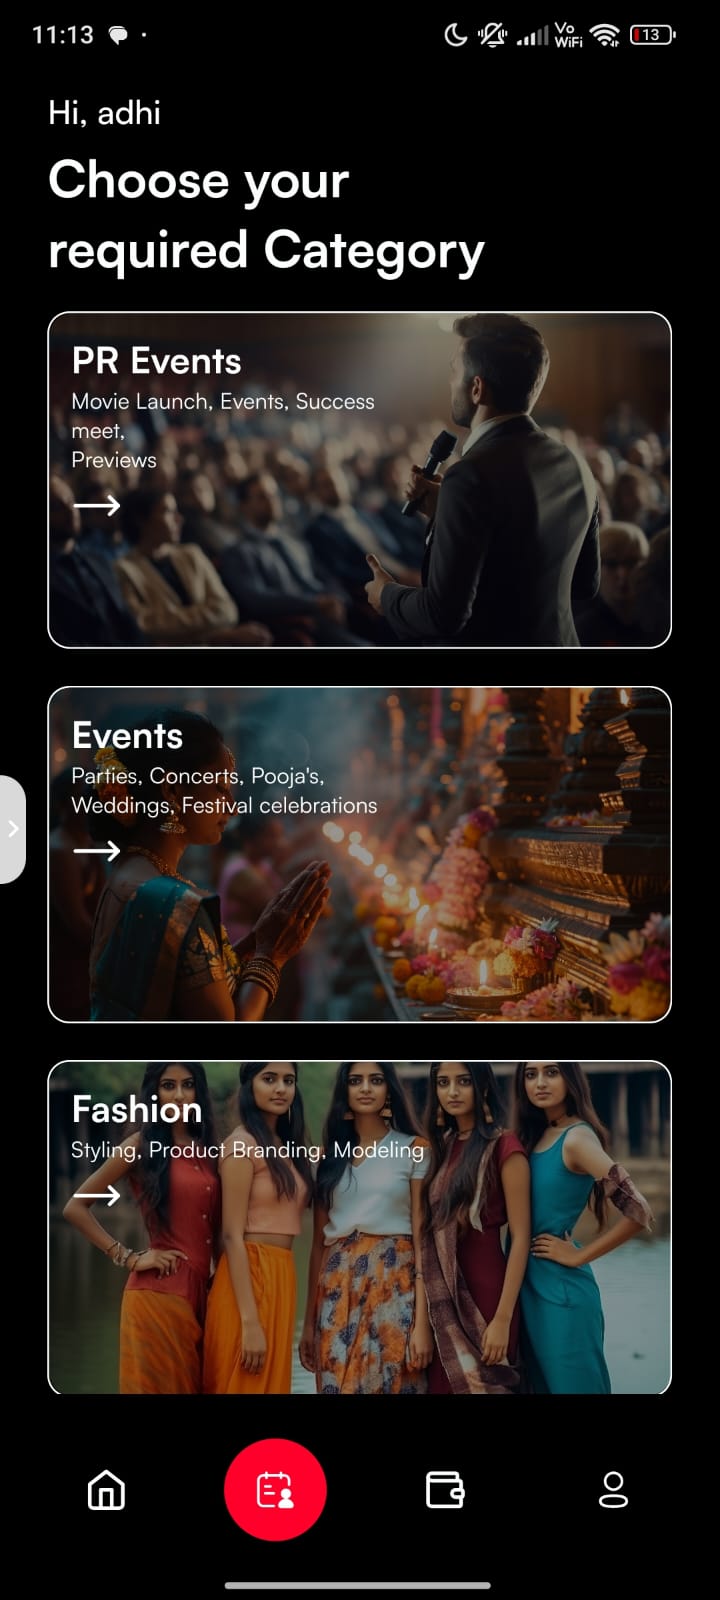 11:13
Vo
WiFi
13
Hi, adhi
Choose your
required Category
PR Events
Movie Launch, Events, Success
meet,
Previews
Events
Parties, Concerts, Pooja's,
Weddings, Festival celebrations
Fashion
Styling, Product Branding, Modeling